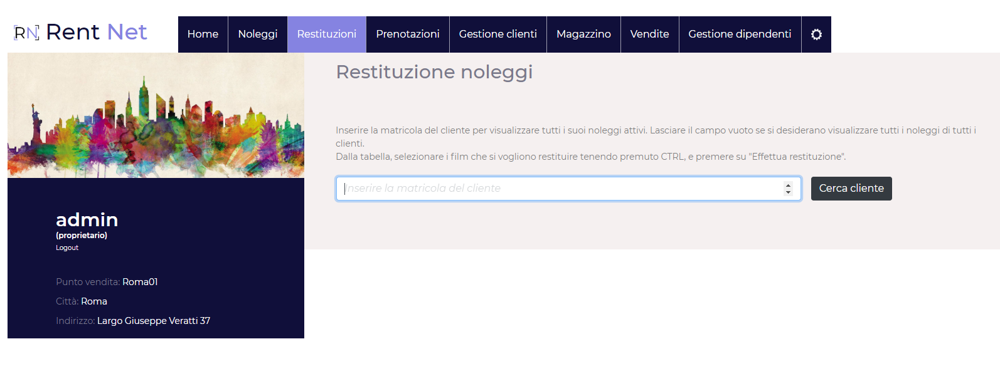 RN Rent Net
Home
Noleggi
Restituzioni
Prenotazioni
Gestione clienti
Magazzino
Vendite
Gestione dipendenti
Restituzione noleggi
Inserire la matricola del cliente per visualizzare tutti i suoi noleggi attivi. Lasciare il campo vuoto se si desiderano visualizzare tutti i noleggi di tutti i
clienti.
Dalla tabella, selezionare i film che si vogliono restituire tenendo premuto CTRL, e premere su "Effettua restituzione".
Inserire la matricola del cliente
Cerca cliente
admin
(proprietario)
Logout
Punto vendita: Roma01
Città: Roma
Indirizzo: Largo Giuseppe Veratti 37